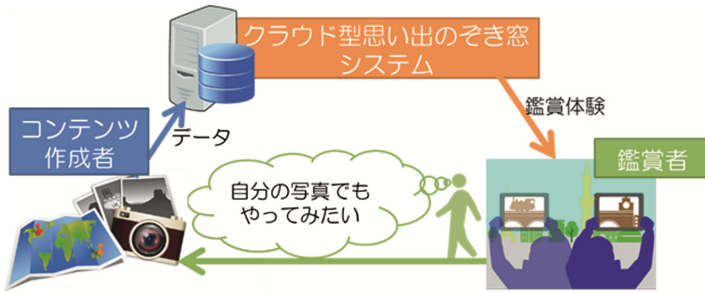 クラウド型思い出のぞき窓
システム
コンテンツ
作成者
データ
鑑賞体験
鑑賞者
自分の写真でも
やってみたい